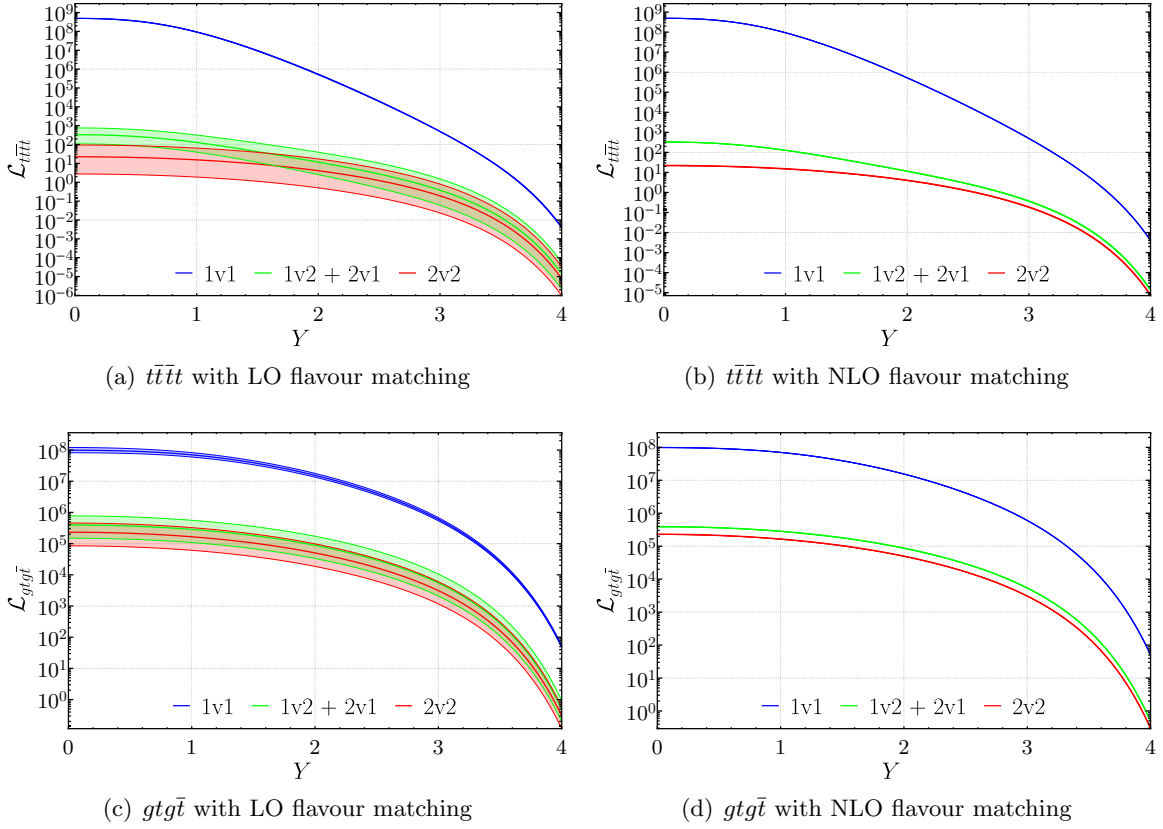 10^9
10^8
10^7
10^6
10^5
10^4
10^3
10^2
10^1
10^0
10^-1
10^-2
10^-3
10^-4
10^-5
10^-6
ℒ_{tt̄t̄t}
1v1 1v2 + 2v1 2v2
0 1 2 3 4
Y
(a) tt̄t̄t with LO flavour matching
10^9
10^8
10^7
10^6
10^5
10^4
10^3
10^2
10^1
10^0
10^-1
10^-2
10^-3
10^-4
10^-5
ℒ_{tt̄t̄t}
1v1 1v2 + 2v1 2v2
0 1 2 3 4
Y
(b) tt̄t̄t with NLO flavour matching
10^8
10^7
10^6
10^5
10^4
10^3
10^2
10^1
10^0
ℒ_{gtgt̄}
1v1 1v2 + 2v1 2v2
0 1 2 3 4
Y
(c) gtgt̄ with LO flavour matching
10^8
10^7
10^6
10^5
10^4
10^3
10^2
10^1
10^0
ℒ_{gtgt̄}
1v1 1v2 + 2v1 2v2
0 1 2 3 4
Y
(d) gtgt̄ with NLO flavour matching